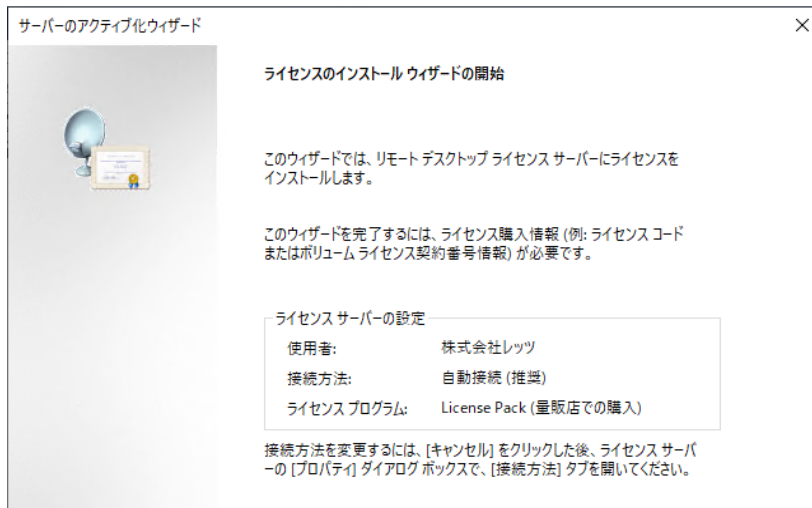 サーバーのアクティブ化ウィザード
ライセンスのインストール ウィザードの開始
このウィザードでは、リモート デスクトップ ライセンス サーバーにライセンスを
インストールします。
このウィザードを完了するには、ライセンス購入情報 (例: ライセンス コード
またはボリューム ライセンス契約番号情報) が必要です。
ライセンス サーバーの設定
使用者: 株式会社レッツ
接続方法: 自動接続 (推奨)
ライセンス プログラム: License Pack (量販店での購入)
接続方法を変更するには、[キャンセル] をクリックした後、ライセンス サーバ
ーの [プロパティ] ダイアログ ボックスで、[接続方法] タブを開いてください。